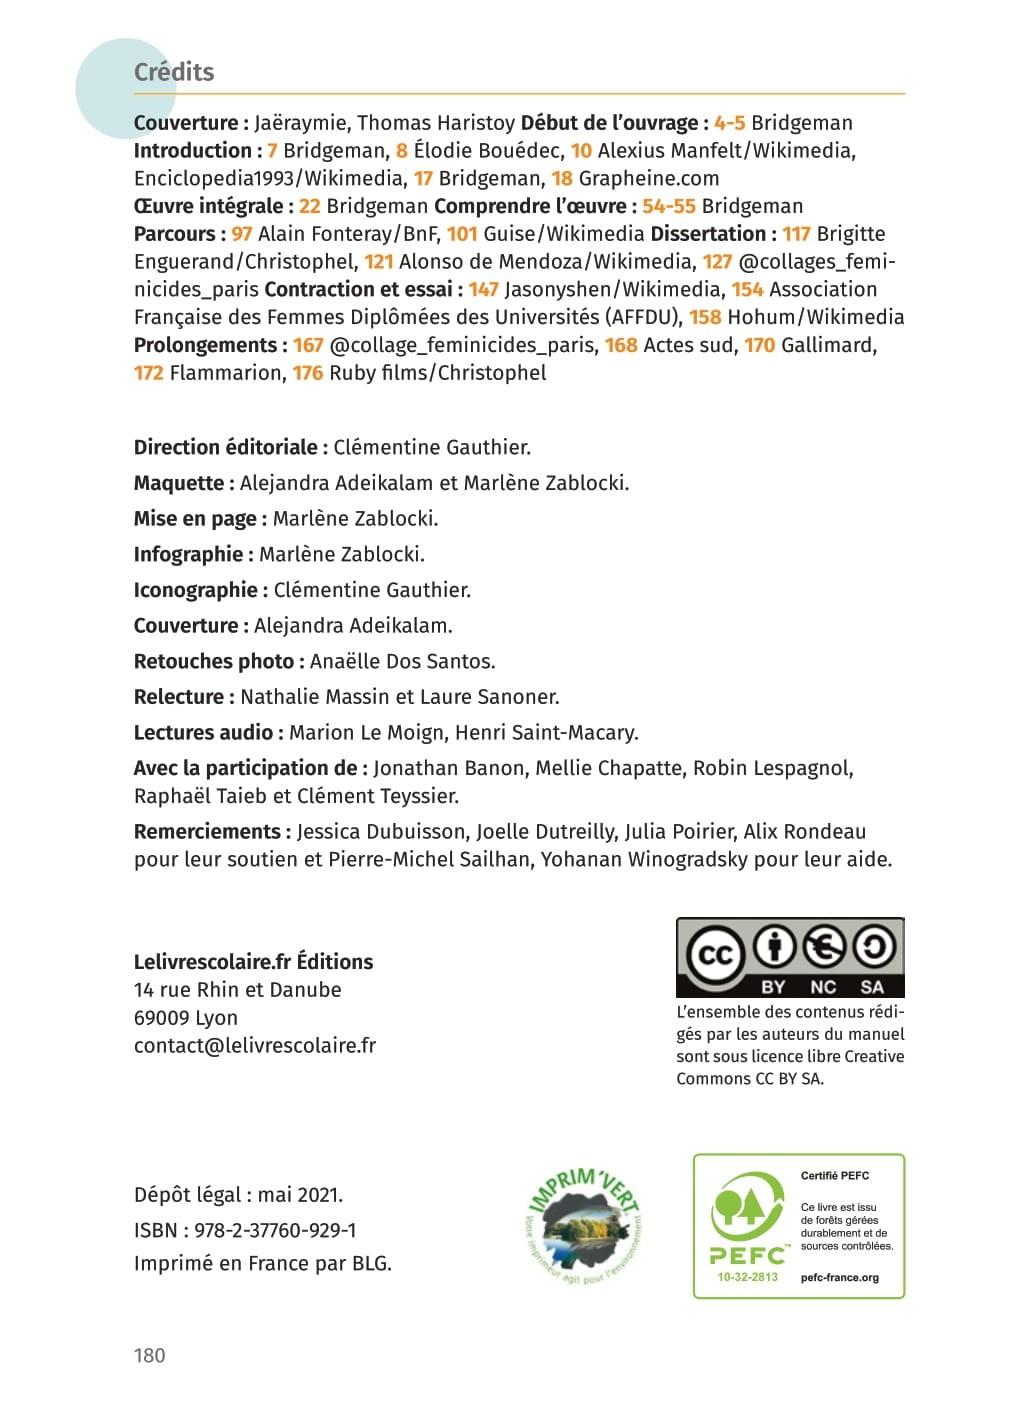 Crédits
Couverture : Jaëraymie, Thomas Haristoy Début de l’ouvrage : 4-5 Bridgeman
Introduction : 7 Bridgeman, 8 Élodie Bouédec, 10 Alexius Manfelt/Wikimedia,
Enciclopedia1993/Wikimedia, 17 Bridgeman, 18 Grapheine.com
Œuvre intégrale : 22 Bridgeman Comprendre l’œuvre : 54-55 Bridgeman
Parcours : 97 Alain Fonteray/BnF, 101 Guise/Wikimedia Dissertation : 117 Brigitte
Enguerand/Christophel, 121 Alonso de Mendoza/Wikimedia, 127 @collages_femi-
nicides_paris Contraction et essai : 147 Jasonyshen/Wikimedia, 154 Association
Française des Femmes Diplômées des Universités (AFFDU), 158 Hohum/Wikimedia
Prolongements : 167 @collage_feminicides_paris, 168 Actes sud, 170 Gallimard,
172 Flammarion, 176 Ruby films/Christophel
Direction éditoriale : Clémentine Gauthier.
Maquette : Alejandra Adeikalam et Marlène Zablocki.
Mise en page : Marlène Zablocki.
Infographie : Marlène Zablocki.
Iconographie : Clémentine Gauthier.
Couverture : Alejandra Adeikalam.
Retouches photo : Anaëlle Dos Santos.
Relecture : Nathalie Massin et Laure Sanoner.
Lectures audio : Marion Le Moign, Henri Saint-Macary.
Avec la participation de : Jonathan Banon, Mellie Chapatte, Robin Lespagnol,
Raphaël Taieb et Clément Teyssier.
Remerciements : Jessica Dubuisson, Joelle Dutreilly, Julia Poirier, Alix Rondeau
pour leur soutien et Pierre-Michel Sailhan, Yohanan Winogradsky pour leur aide.
Lelivrescolaire.fr Éditions
14 rue Rhin et Danube
69009 Lyon
contact@lelivrescolaire.fr
CC
BY NC SA
L’ensemble des contenus rédi-
gés par les auteurs du manuel
sont sous licence libre Creative
Commons CC BY SA.
Dépôt légal : mai 2021.
ISBN : 978-2-37760-929-1
Imprimé en France par BLG.
IMPRIM’VERT
Votre imprimeur agit pour l’environnement
PEFC™
10-32-2813
Certifié PEFC
Ce livre est issu
de forêts gérées
durablement et de
sources contrôlées.
pefc-france.org
180